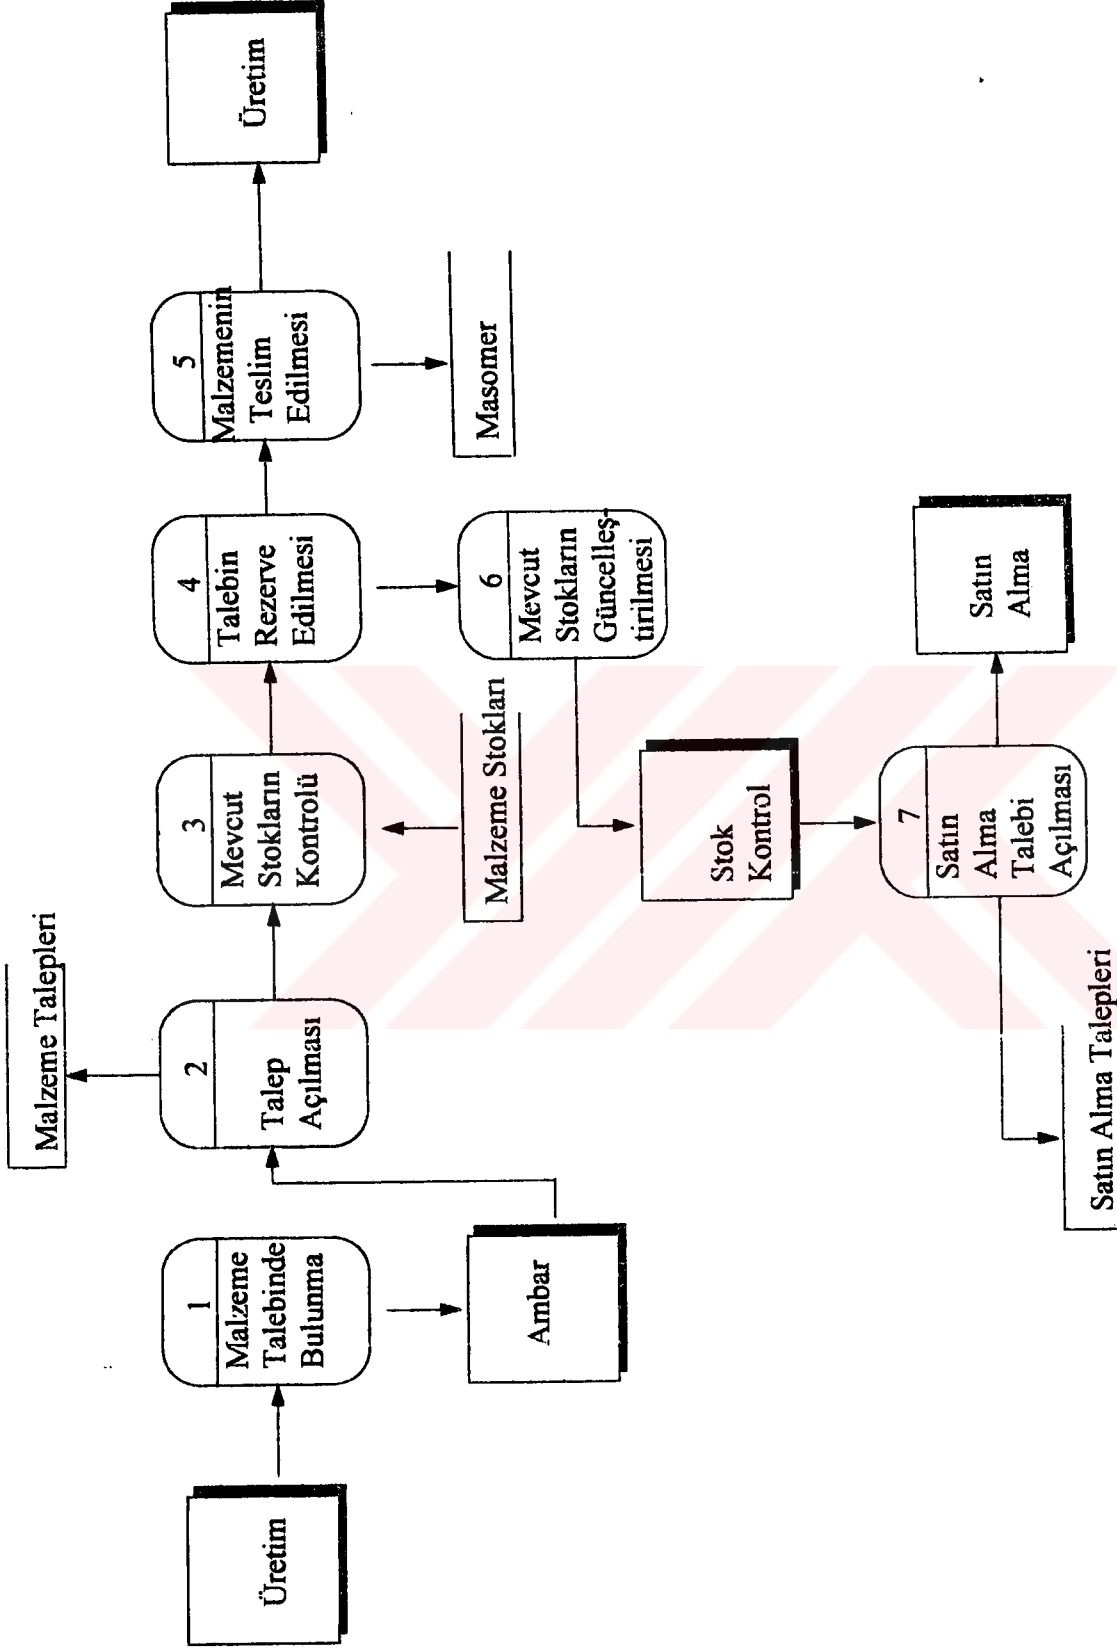 Üretim
1
Malzeme
Talebinde
Bulunma
Ambar
2
Talep
Açılması
Malzeme Talepleri
3
Mevcut
Stokların
Kontrolü
Malzeme Stokları
4
Talebin
Rezerve
Edilmesi
5
Malzemenin
Teslim
Edilmesi
Üretim
Masomer
6
Mevcut
Stokların
Güncelleş-
tirilmesi
Stok
Kontrol
7
Satın
Alma
Talebi
Açılması
Satın
Alma
Satın Alma Talepleri